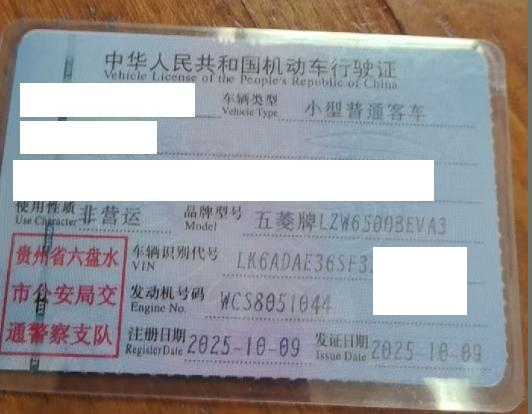 中华人民共和国机动车行驶证
Vehicle License of the People's Republic of China
车辆类型 小型普通客车
Vehicle Type
使用性质 非营运 品牌型号 五菱牌LZW6500BEVA3
Use Character Model
贵州省六盘水
市公安局交
通警察支队
车辆识别代号 LK6ADAE36SF3
VIN
发动机号码 WCS8051044
Engine No.
注册日期 2025-10-09 发证日期 2025-10-09
Register Date Issue Date